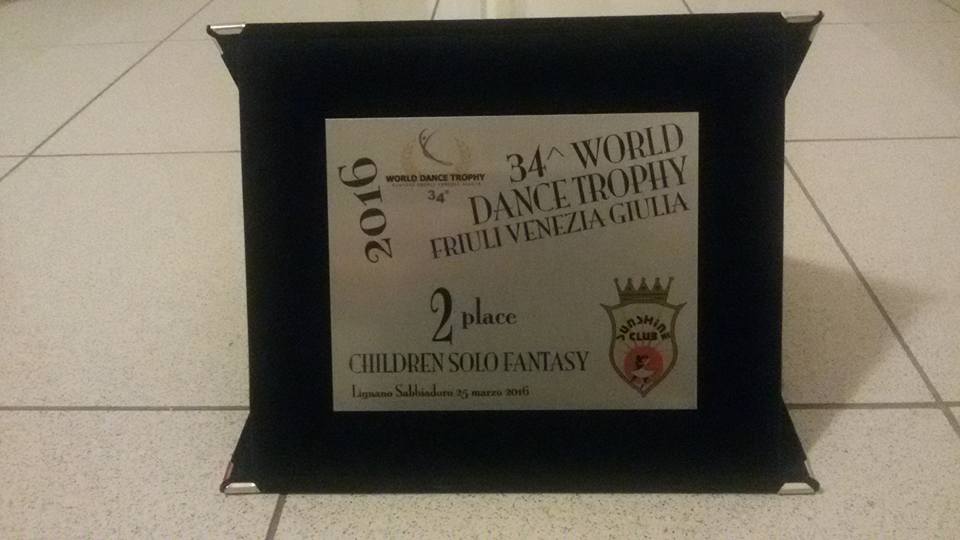 2016
WORLD DANCE TROPHY
34°
34^ WORLD
DANCE TROPHY
FRIULI VENEZIA GIULIA
2 place
CHILDREN SOLO FANTASY
Lignano Sabbiadoro 25 marzo 2016
SUNSHINE
CLUB